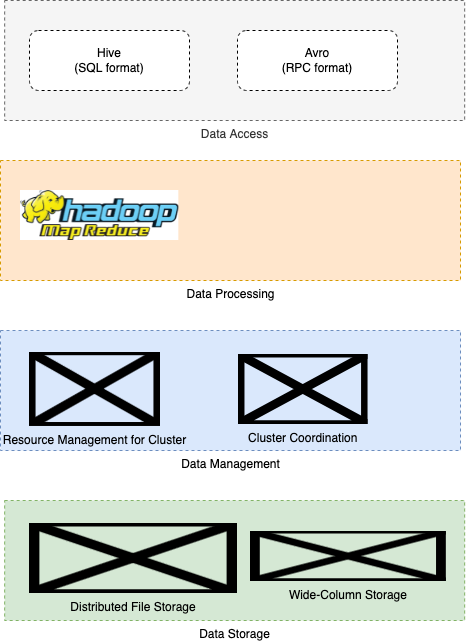 Hive
(SQL format)
Avro
(RPC format)
Data Access
hadoop
Map Reduce
Data Processing
Resource Management for Cluster
Cluster Coordination
Data Management
Distributed File Storage
Wide-Column Storage
Data Storage